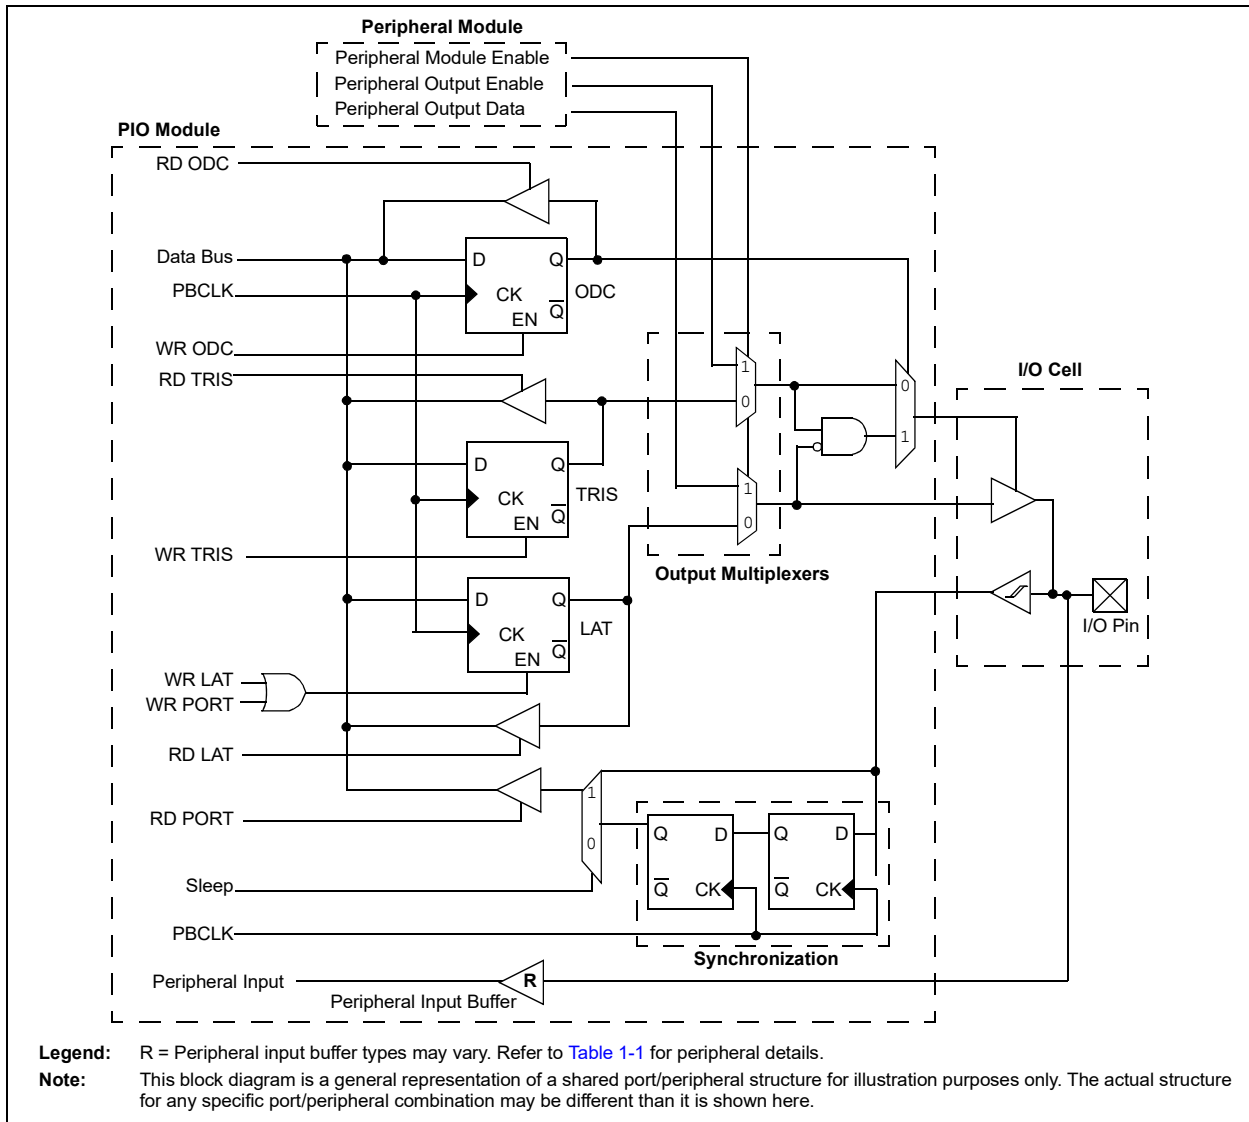 Peripheral Module
Peripheral Module Enable
Peripheral Output Enable
Peripheral Output Data
PIO Module
RD ODC
Data Bus
D Q
PBCLK
CK
ODC
Q
EN
WR ODC
RD TRIS
1
0
I/O Cell
0
1
D Q
CK
TRIS
Q
EN
WR TRIS
1
0
Output Multiplexers
D Q
CK
LAT
Q
EN
I/O Pin
WR LAT
WR PORT
RD LAT
RD PORT
1
0
Q D Q D
Q CK Q CK
Sleep
PBCLK
Synchronization
Peripheral Input
R
Peripheral Input Buffer
Legend: R = Peripheral input buffer types may vary. Refer to Table 1-1 for peripheral details.
Note: This block diagram is a general representation of a shared port/peripheral structure for illustration purposes only. The actual structure
for any specific port/peripheral combination may be different than it is shown here.